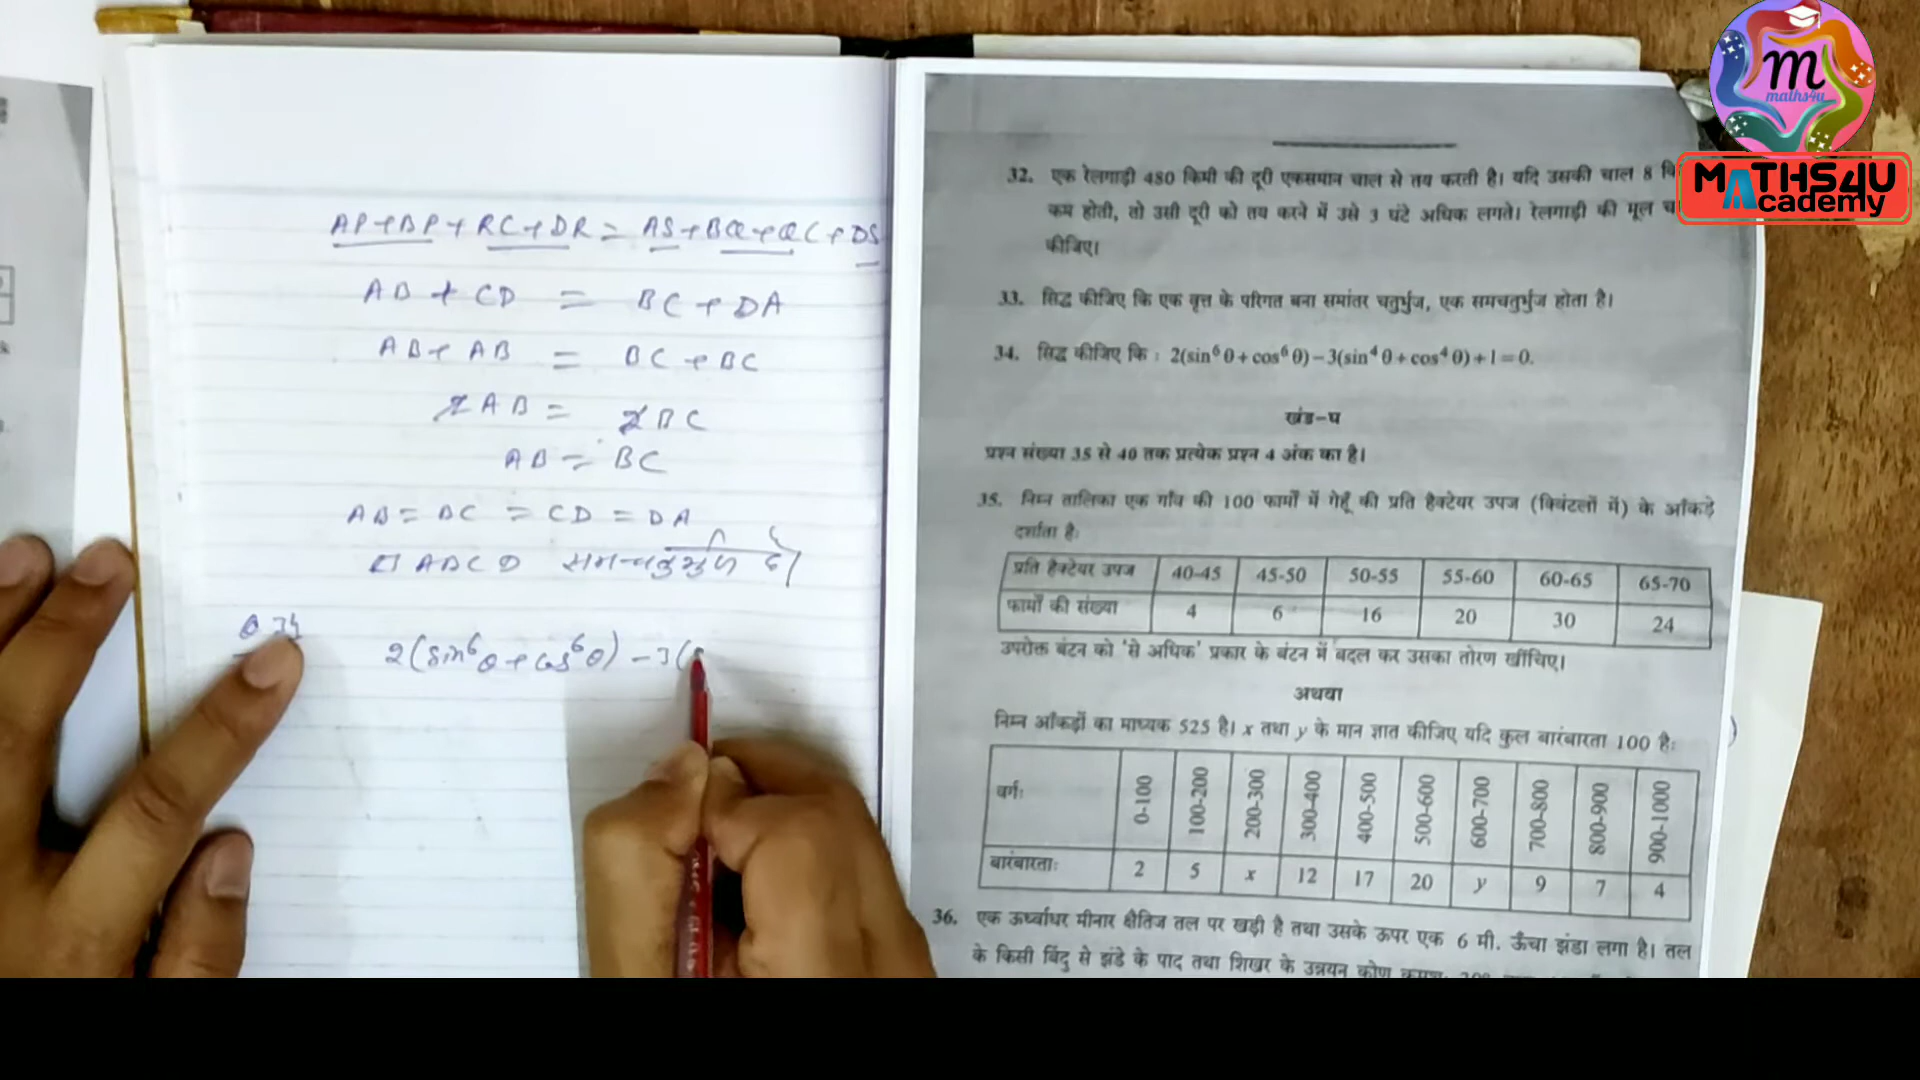 AP+BP+RC+DR = AS+BQ+QC+DS
AB + CD = BC + DA
AB + AB = BC + BC
2AB = 2BC
AB = BC
AB = BC = CD = DA
□ ABCD समचतुर्भुज है।
Q.34
2(sin⁶θ + cos⁶θ) - 3(
32. एक रेलगाड़ी 480 किमी की दूरी एकसमान चाल से तय करती है। यदि उसकी चाल 8
कम होती, तो उसी दूरी को तय करने में उसे 3 घंटे अधिक लगते। रेलगाड़ी की मूल
कीजिए।
33. सिद्ध कीजिए कि एक वृत्त के परिगत बना समांतर चतुर्भुज, एक समचतुर्भुज होता है।
34. सिद्ध कीजिए कि : 2(sin⁶θ+cos⁶θ)−3(sin⁴θ+cos⁴θ)+1=0.
खंड-घ
प्रश्न संख्या 35 से 40 तक प्रत्येक प्रश्न 4 अंक का है।
35. निम्न तालिका एक गाँव की 100 फार्मों में गेहूँ की प्रति हैक्टेयर उपज (क्विंटलों में) के आँकड़े
दर्शाता है:
प्रति हैक्टेयर उपज 40-45 45-50 50-55 55-60 60-65 65-70
फार्मों की संख्या 4 6 16 20 30 24
उपरोक्त बंटन को 'से अधिक' प्रकार के बंटन में बदल कर उसका तोरण खींचिए।
अथवा
निम्न आँकड़ों का माध्यक 525 है। x तथा y के मान ज्ञात कीजिए यदि कुल बारंबारता 100 है:
वर्ग: 0-100 100-200 200-300 300-400 400-500 500-600 600-700 700-800 800-900 900-1000
बारंबारता: 2 5 x 12 17 20 y 9 7 4
36. एक ऊर्ध्वाधर मीनार क्षैतिज तल पर खड़ी है तथा उसके ऊपर एक 6 मी. ऊँचा झंडा लगा है। तल
के किसी बिंदु से झंडे के पाद तथा शिखर के उन्नयन कोण
m
maths4u
MATHS4U
Academy